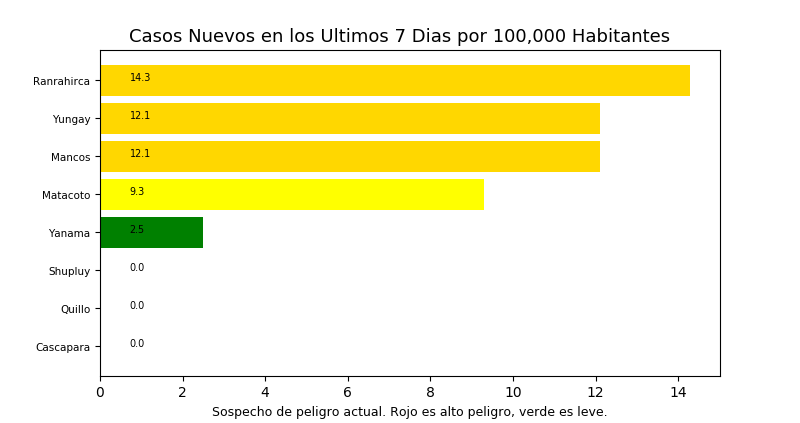 Casos Nuevos en los Ultimos 7 Dias por 100,000 Habitantes
Ranrahirca 14.3
Yungay 12.1
Mancos 12.1
Matacoto 9.3
Yanama 2.5
Shupluy 0.0
Quillo 0.0
Cascapara 0.0
0 2 4 6 8 10 12 14
Sospecho de peligro actual. Rojo es alto peligro, verde es leve.